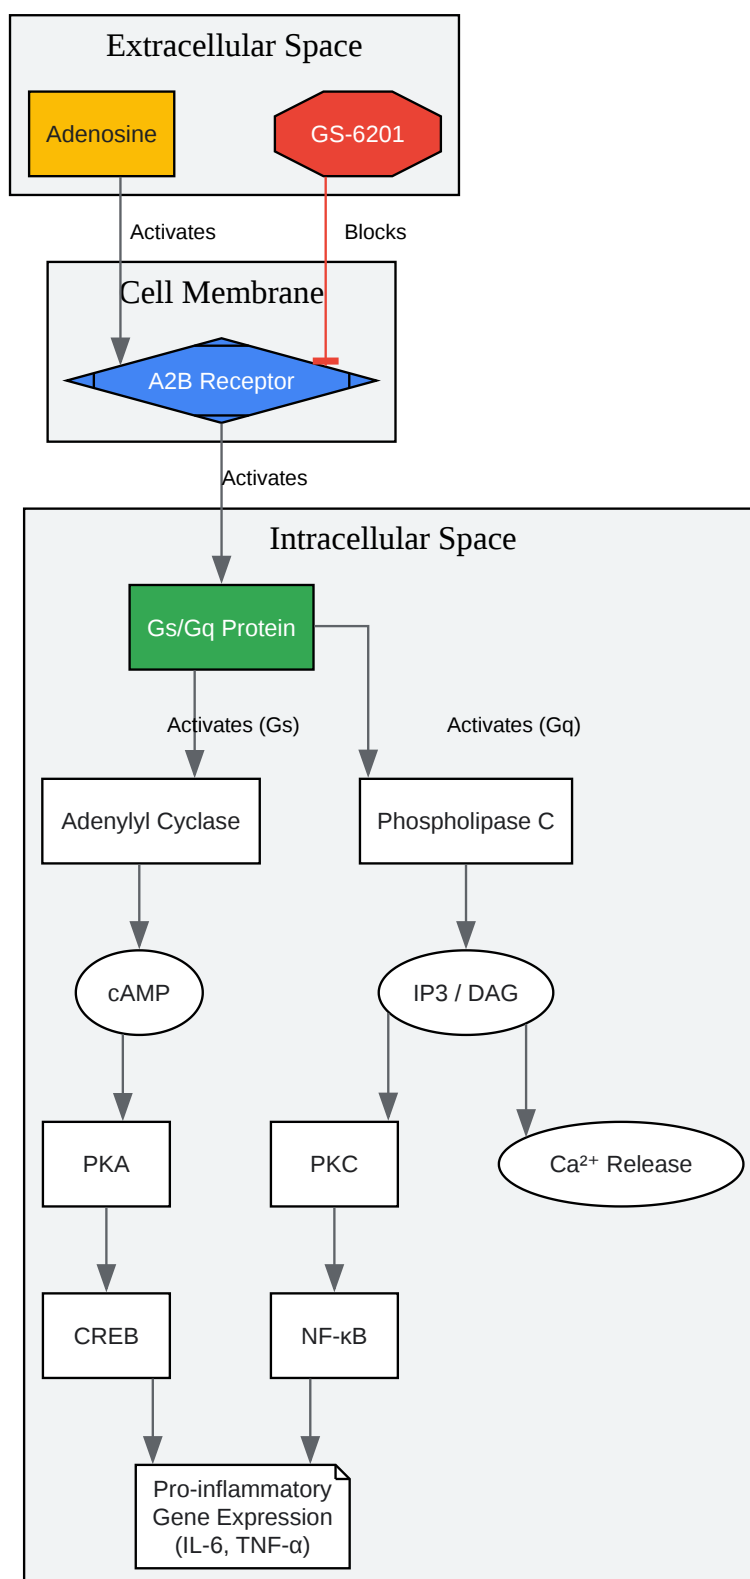 Extracellular Space
Adenosine
GS-6201
Activates
Blocks
Cell Membrane
A2B Receptor
Activates
Intracellular Space
Gs/Gq Protein
Activates (Gs)
Activates (Gq)
Adenylyl Cyclase
Phospholipase C
cAMP
IP3 / DAG
PKA
PKC
Ca²⁺ Release
CREB
NF-κB
Pro-inflammatory
Gene Expression
(IL-6, TNF-α)